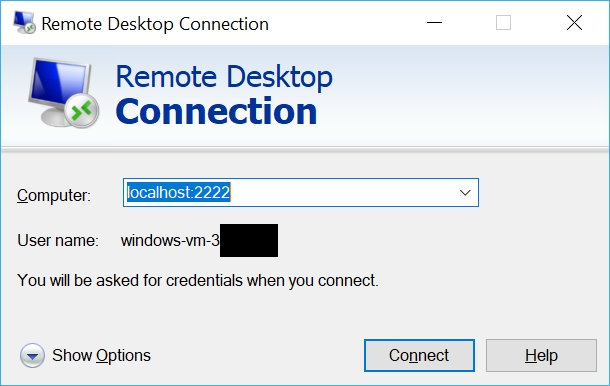 Remote Desktop Connection
Remote Desktop
Connection
Computer: localhost:2222
User name: windows-vm-3
You will be asked for credentials when you connect.
Show Options Connect Help